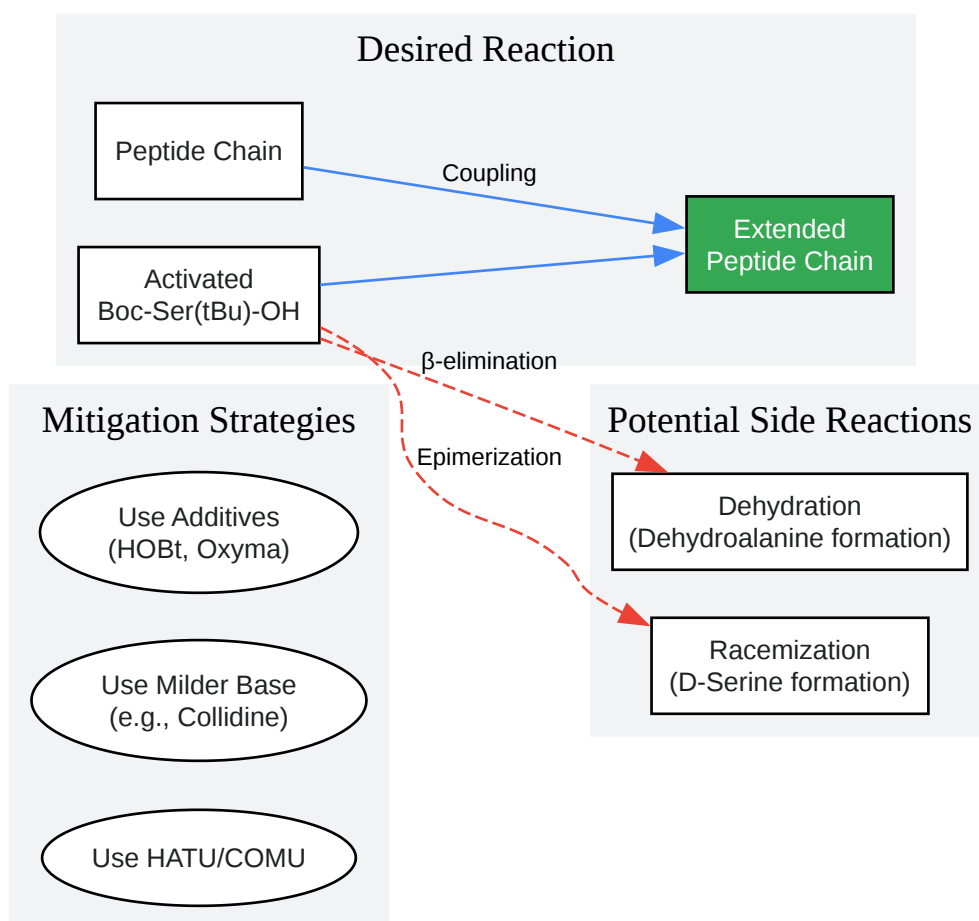 Desired Reaction
Peptide Chain
Coupling
Activated
Boc-Ser(tBu)-OH
Extended
Peptide Chain
β-elimination
Epimerization
Mitigation Strategies
Use Additives
(HOBt, Oxyma)
Use Milder Base
(e.g., Collidine)
Use HATU/COMU
Potential Side Reactions
Dehydration
(Dehydroalanine formation)
Racemization
(D-Serine formation)